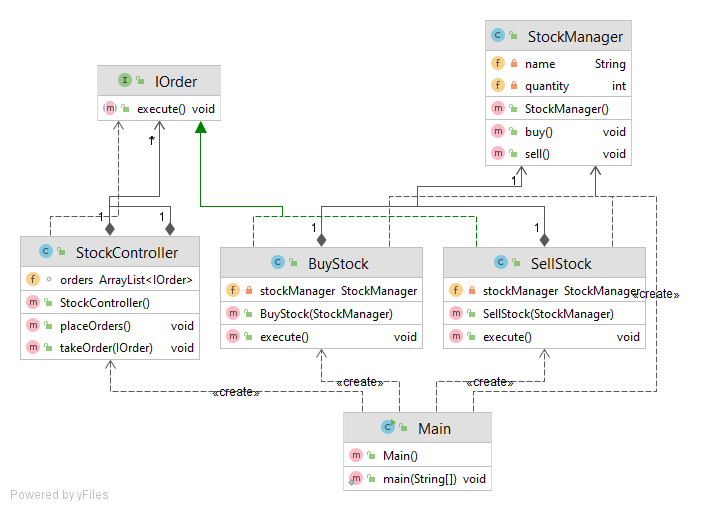 StockManager
name String
quantity int
StockManager()
buy() void
sell() void
IOrder
execute() void
1
1
1
1
1
StockController
orders ArrayList<IOrder>
StockController()
placeOrders() void
takeOrder(IOrder) void
BuyStock
stockManager StockManager
BuyStock(StockManager)
execute() void
SellStock
stockManager StockManager
SellStock(StockManager)
execute() void
«create»
«create»
«create»
«create»
Main
Main()
main(String[]) void
Powered by yFiles